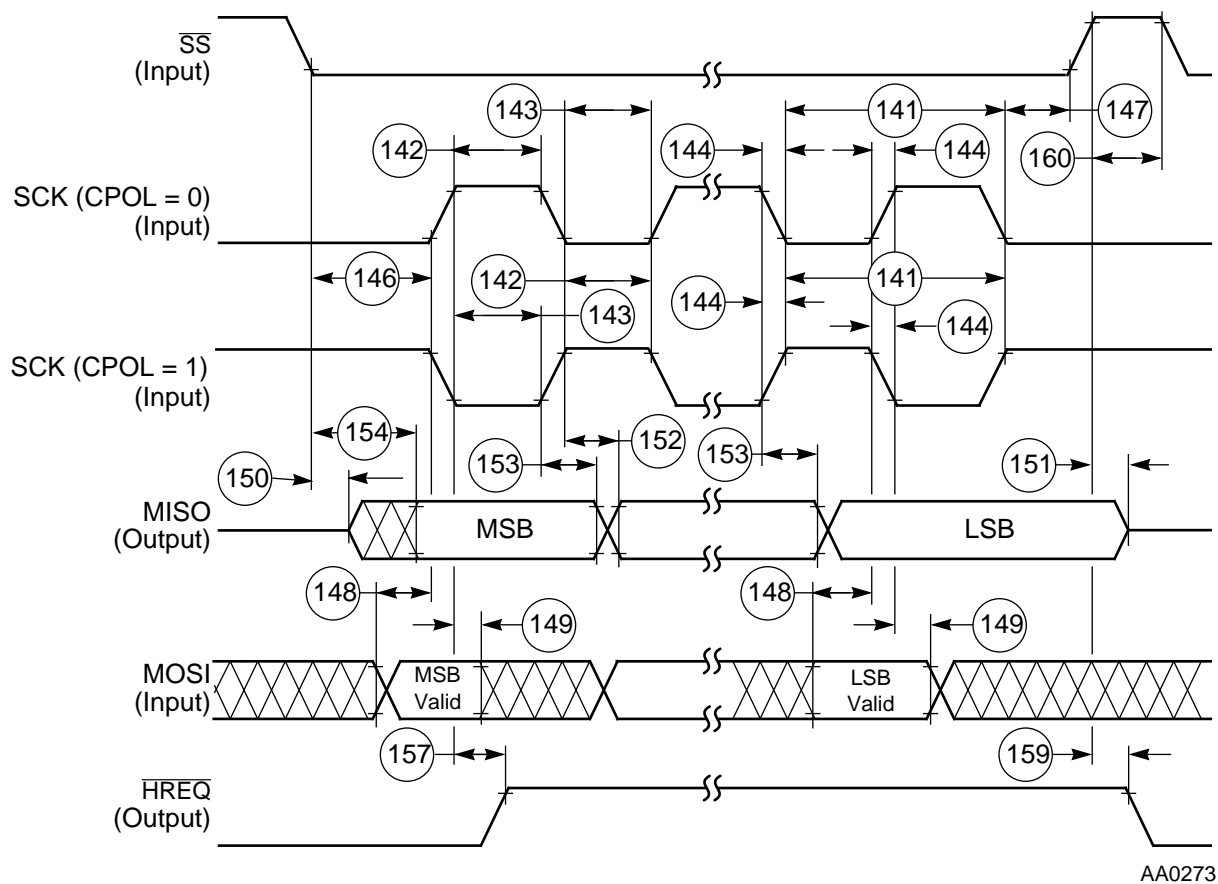 SS
(Input)
143
141
147
142
144
144
160
SCK (CPOL = 0)
(Input)
146
142
141
144
143
144
SCK (CPOL = 1)
(Input)
154
152
153
153
150
151
MISO
(Output)
MSB
LSB
148
148
149
149
MOSI
(Input)
MSB
Valid
LSB
Valid
157
159
HREQ
(Output)
AA0273